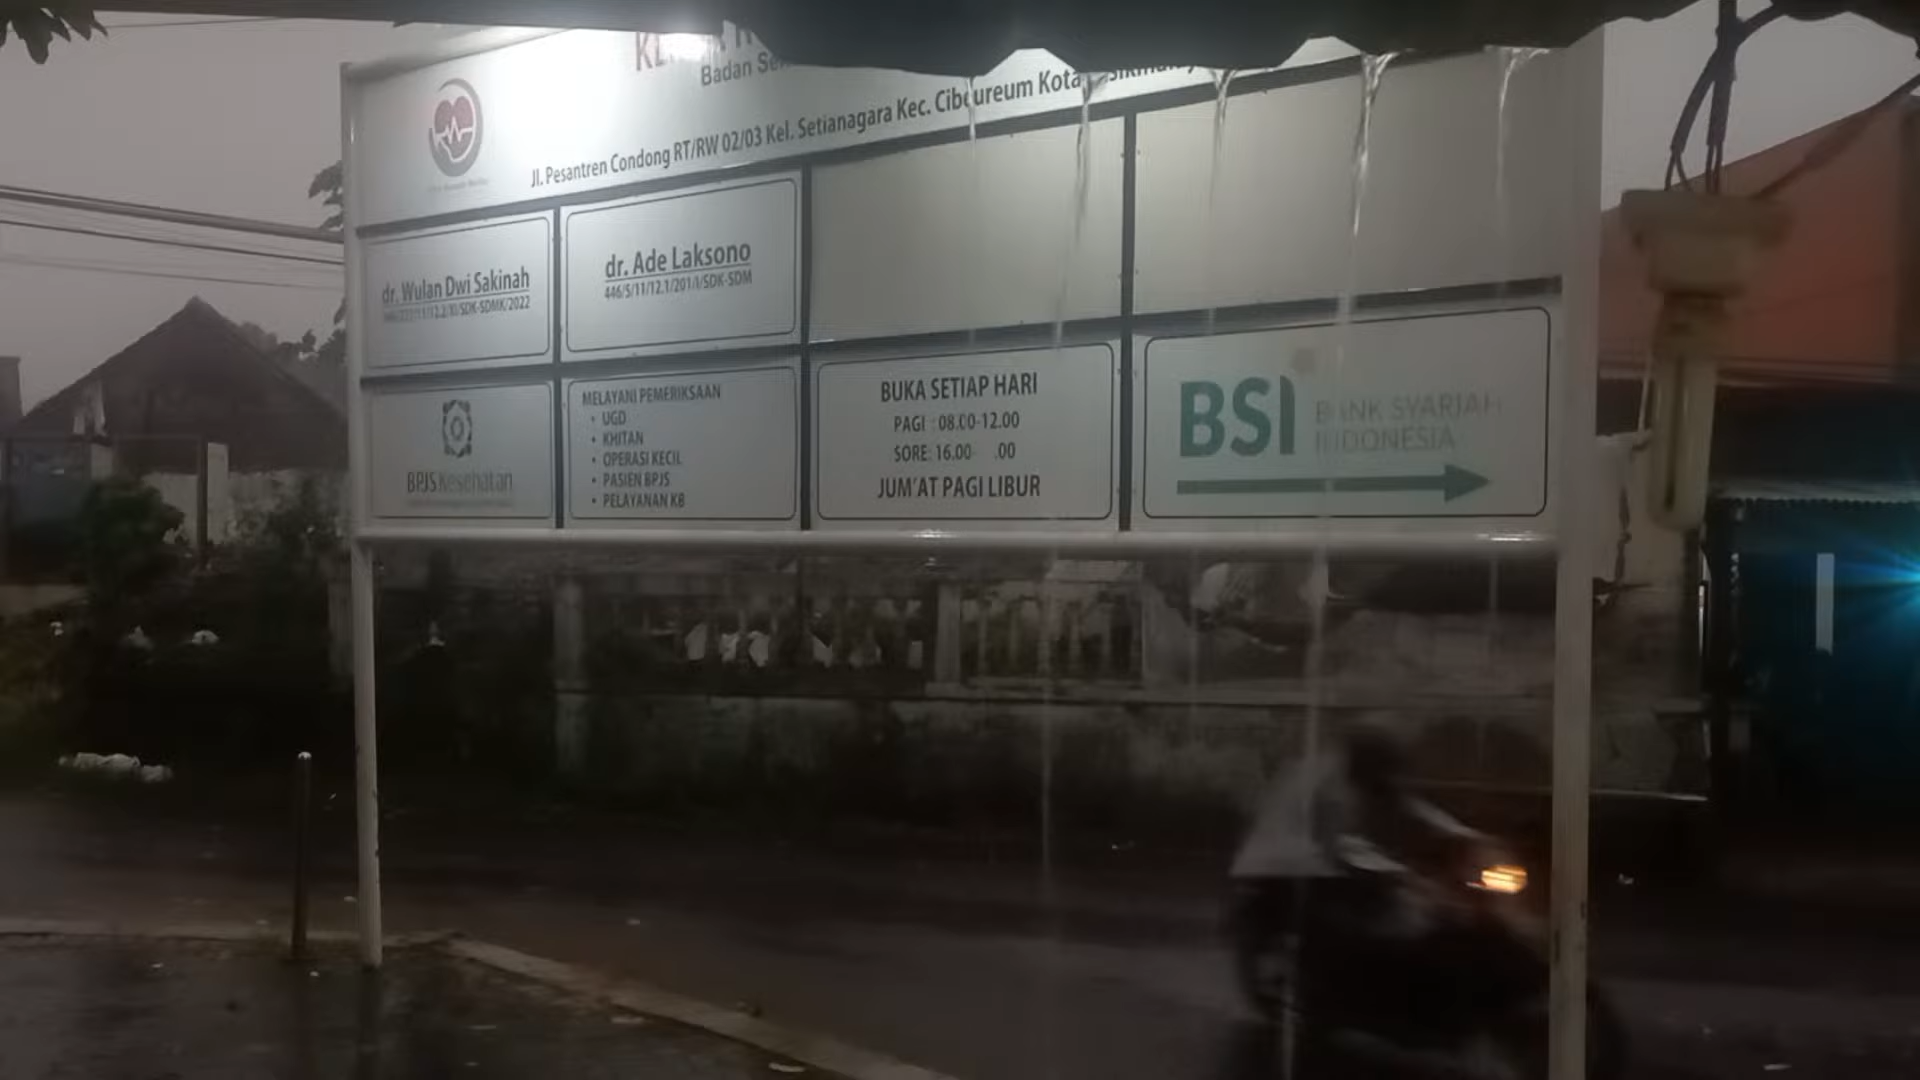 Badan
Jl. Pesantren Condong RT/RW 02/03 Kel. Setianagara Kec. Cibeureum Kota
dr. Wulan Dwi Sakinah
dr. Ade Laksono
446/5/11/12.1/201/I/SDK-SDM
BPJS Kesehatan
MELAYANI PEMERIKSAAN
• UGD
• KHITAN
• OPERASI KECIL
• PASIEN BPJS
• PELAYANAN KB
BUKA SETIAP HARI
PAGI : 08.00-12.00
SORE: 16.00- .00
JUM'AT PAGI LIBUR
BSI
BANK SYARIAH
INDONESIA